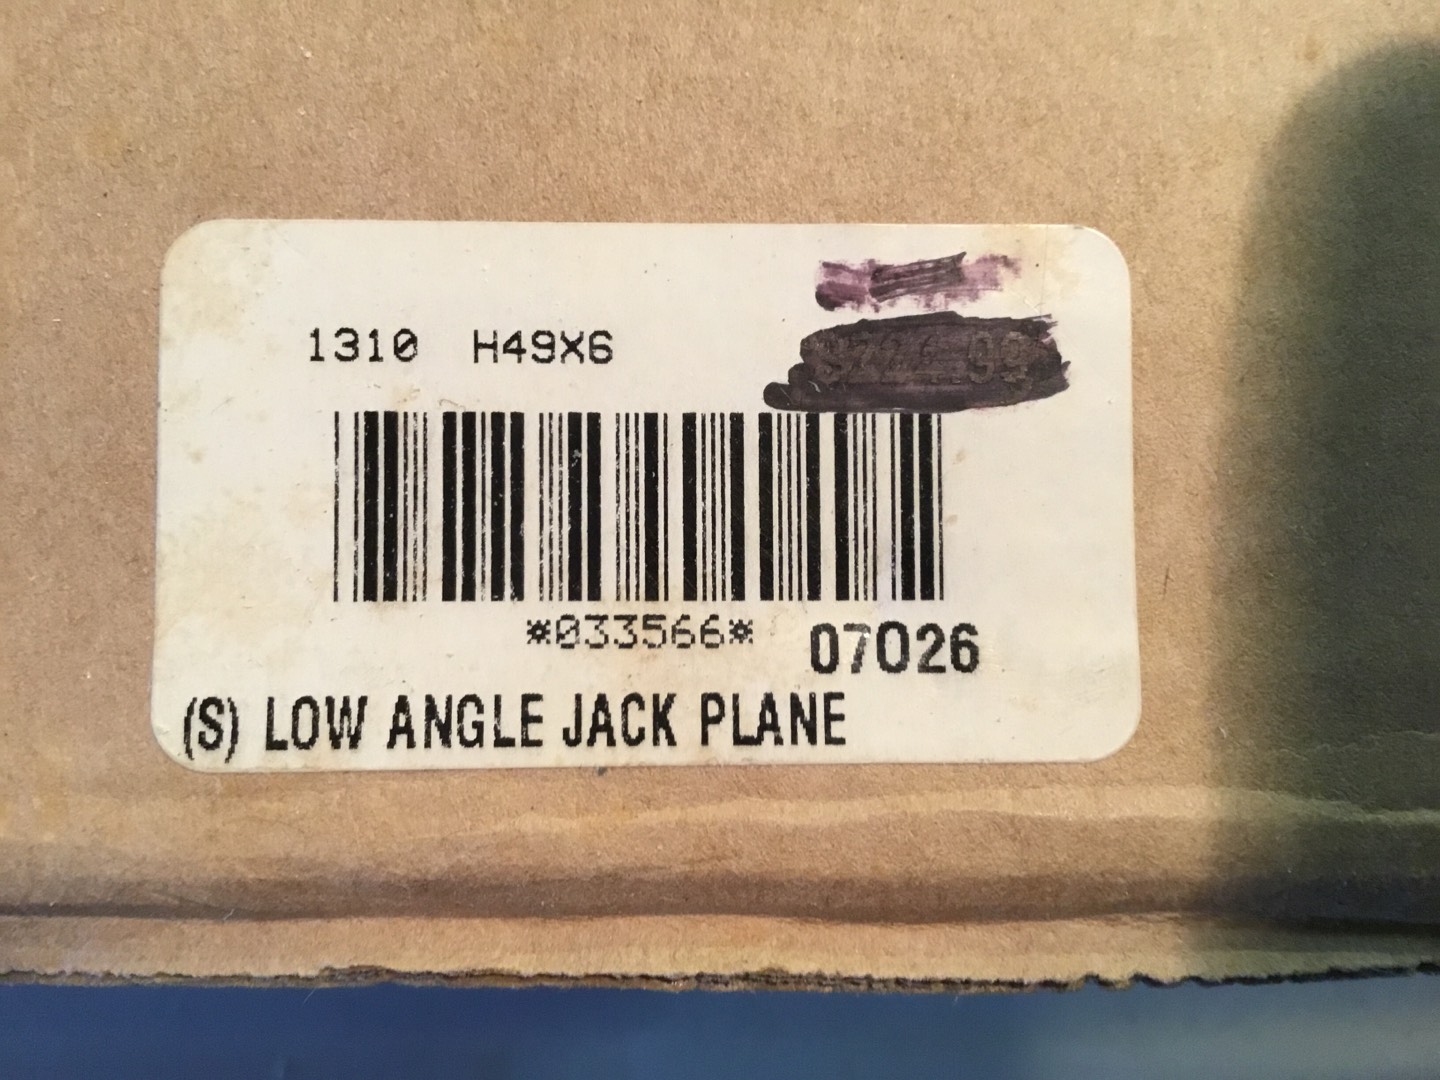 1310 H49X6
*033566* 07026
(S) LOW ANGLE JACK PLANE